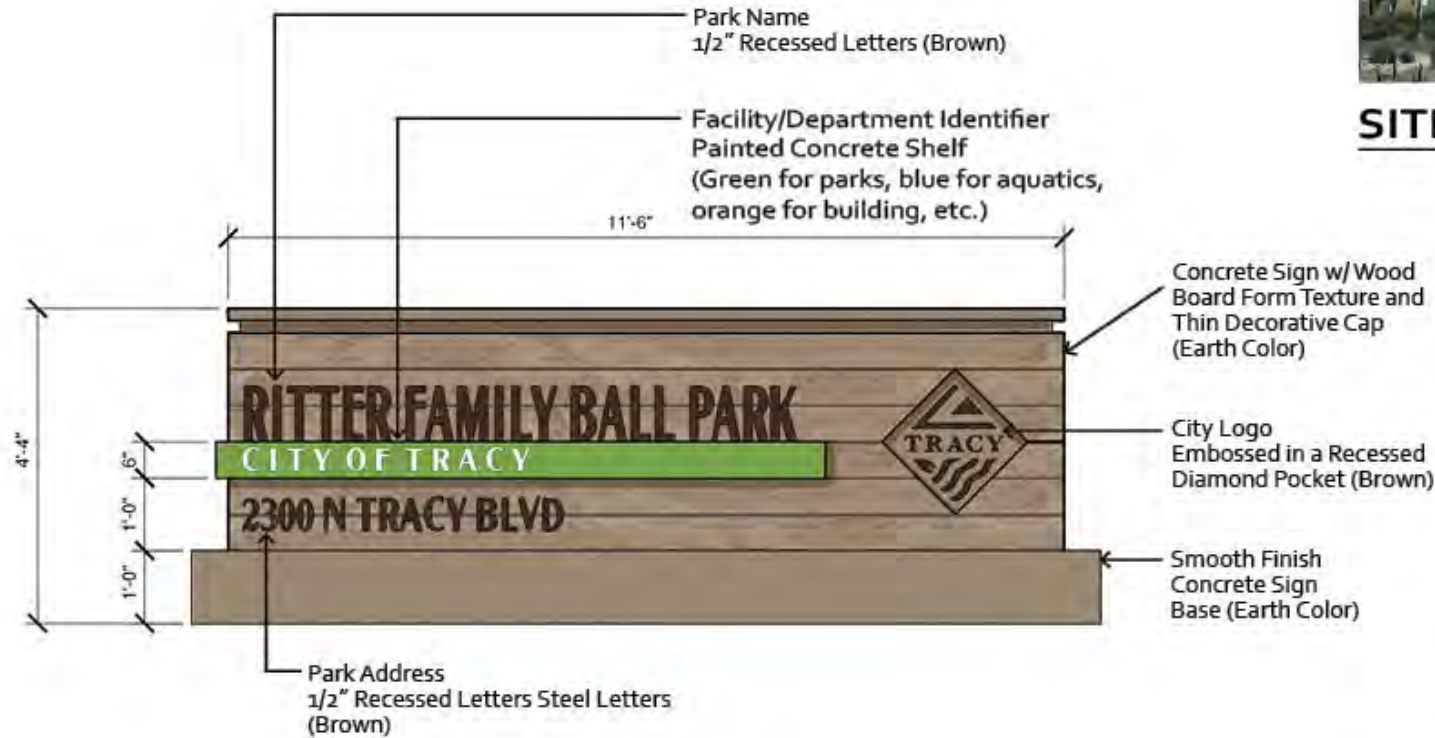 Park Name
1/2" Recessed Letters (Brown)
Facility/Department Identifier
Painted Concrete Shelf
(Green for parks, blue for aquatics,
orange for building, etc.)
SIT
11'-6"
Concrete Sign w/ Wood
Board Form Texture and
Thin Decorative Cap
(Earth Color)
4'-4"
6"
1'-0"
1'-0"
RITTER FAMILY BALL PARK
CITY OF TRACY
2300 N TRACY BLVD
TRACY
City Logo
Embossed in a Recessed
Diamond Pocket (Brown)
Smooth Finish
Concrete Sign
Base (Earth Color)
Park Address
1/2" Recessed Letters Steel Letters
(Brown)